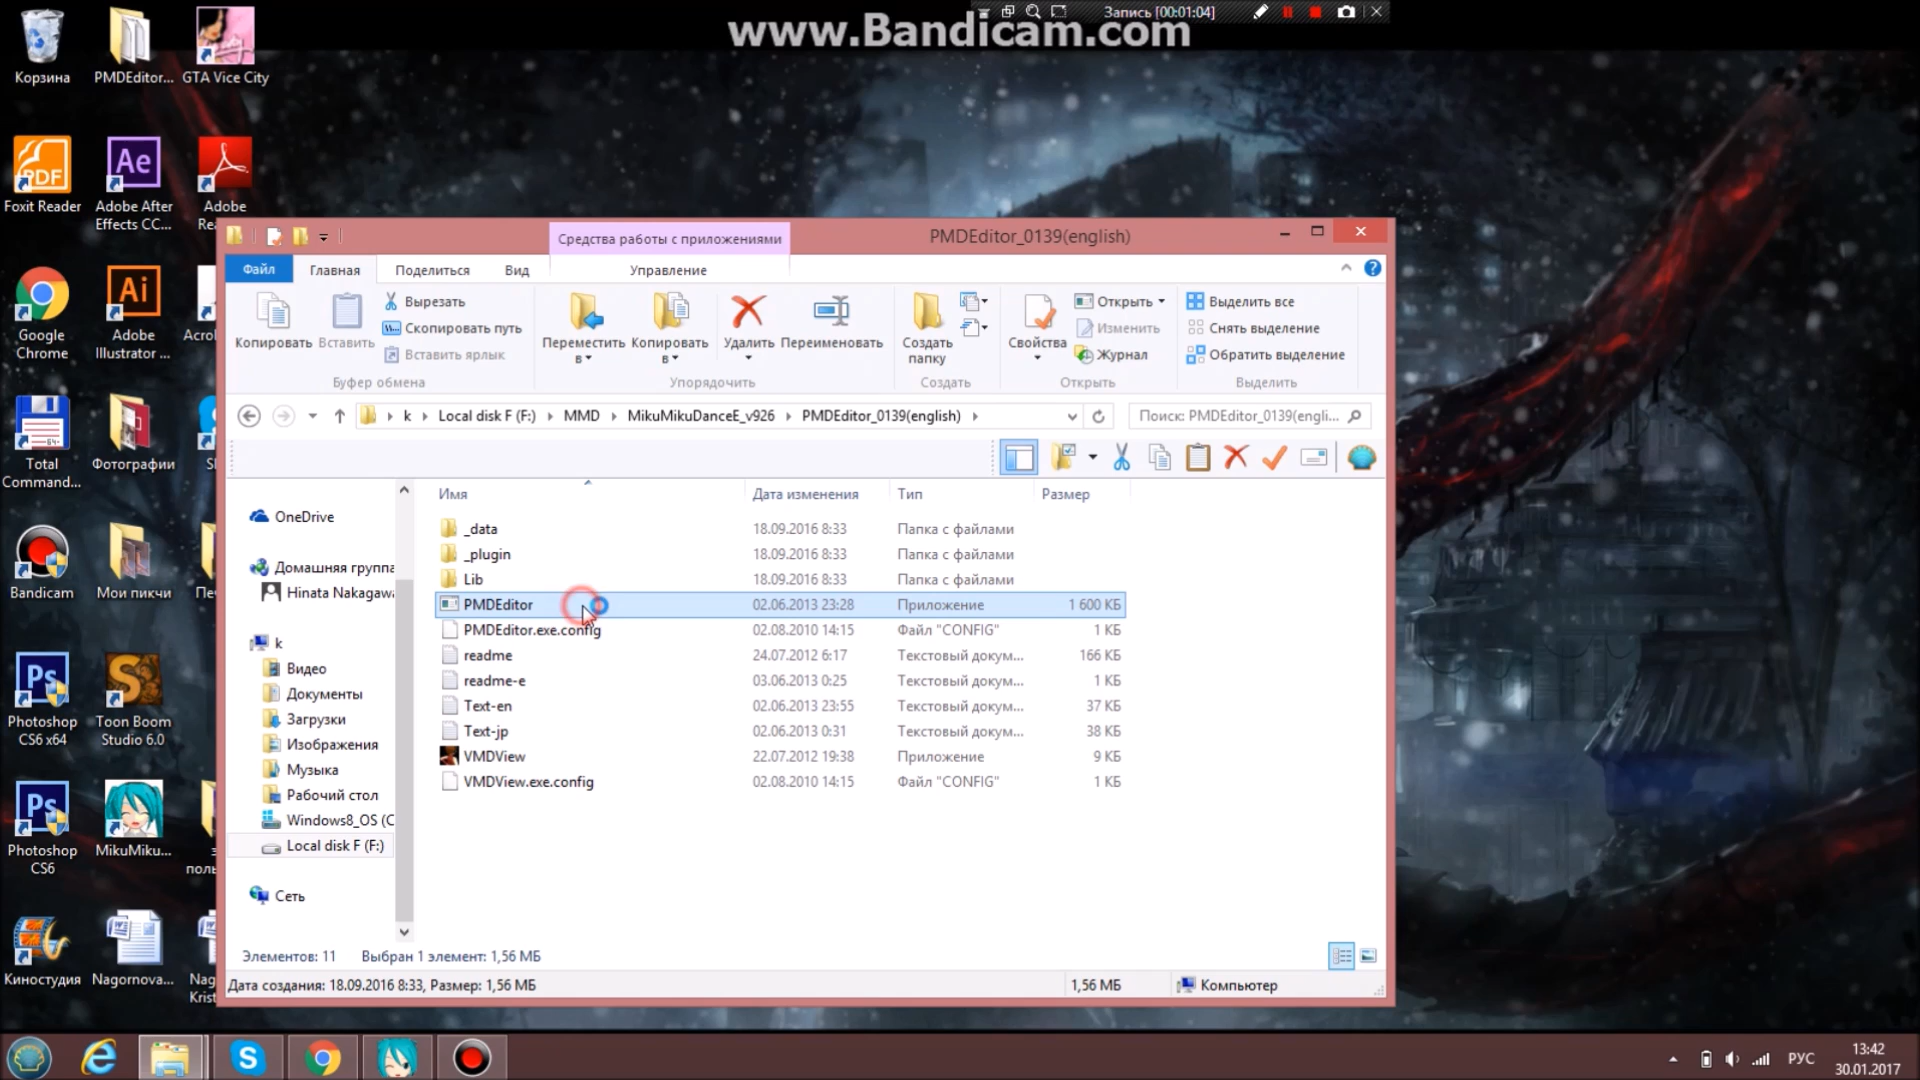 www.Bandicam.com
Запись [00:01:04]
Корзина
PMDEditor...
GTA Vice City
Foxit Reader
Adobe After
Effects CC...
Adobe
Google
Chrome
Adobe
Illustrator ...
Total
Command...
Фотографии
Bandicam
Мои пикчи
Photoshop
CS6 x64
Toon Boom
Studio 6.0
Photoshop
CS6
MikuMiku...
Киностудия
Nagornova...
Средства работы с приложениями
PMDEditor_0139(english)
Файл
Главная
Поделиться
Вид
Управление
Копировать
Вставить
Вырезать
Скопировать путь
Вставить ярлык
Буфер обмена
Переместить
в
Копировать
в
Удалить
Переименовать
Упорядочить
Создать
папку
Создать
Свойства
Открыть
Изменить
Журнал
Открыть
Выделить все
Снять выделение
Обратить выделение
Выделить
k
Local disk F (F:)
MMD
MikuMikuDanceE_v926
PMDEditor_0139(english)
Поиск: PMDEditor_0139(engli...
OneDrive
Домашняя группа
Hinata Nakagawa
k
Видео
Документы
Загрузки
Изображения
Музыка
Рабочий стол
Windows8_OS (C
Local disk F (F:)
Сеть
Имя Дата изменения Тип Размер
_data 18.09.2016 8:33 Папка с файлами
_plugin 18.09.2016 8:33 Папка с файлами
Lib 18.09.2016 8:33 Папка с файлами
PMDEditor 02.06.2013 23:28 Приложение 1 600 КБ
PMDEditor.exe.config 02.08.2010 14:15 Файл "CONFIG" 1 КБ
readme 24.07.2012 6:17 Текстовый докум... 166 КБ
readme-e 03.06.2013 0:25 Текстовый докум... 1 КБ
Text-en 02.06.2013 23:55 Текстовый докум... 37 КБ
Text-jp 02.06.2013 0:31 Текстовый докум... 38 КБ
VMDView 22.07.2012 19:38 Приложение 9 КБ
VMDView.exe.config 02.08.2010 14:15 Файл "CONFIG" 1 КБ
Элементов: 11 Выбран 1 элемент: 1,56 МБ
Дата создания: 18.09.2016 8:33, Размер: 1,56 МБ
1,56 МБ
Компьютер
РУС
13:42
30.01.2017